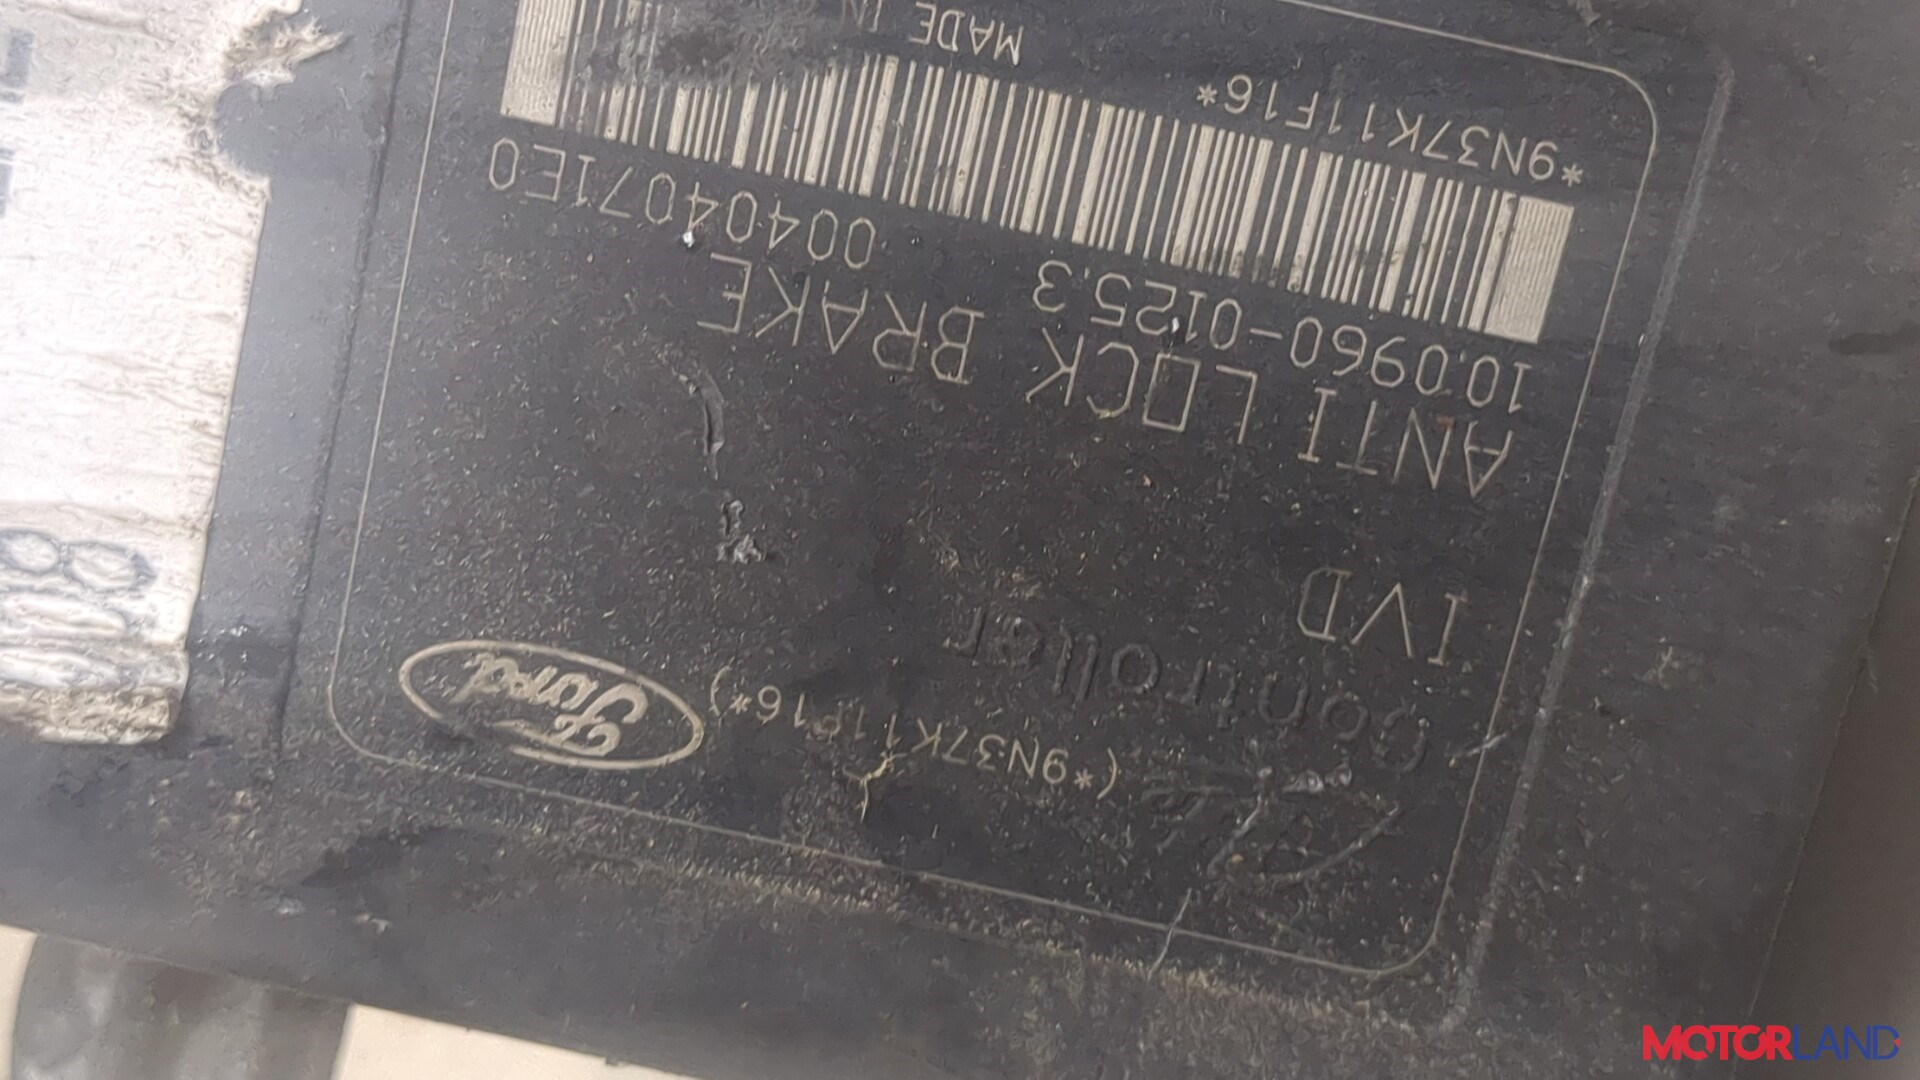 Ford
(*9N37K11F16*)
Controller
IVD
ANTI LOCK BRAKE
10.0960-0125.3
00404071E0
*9N37K11F16*
MADE IN
MOTORLAND